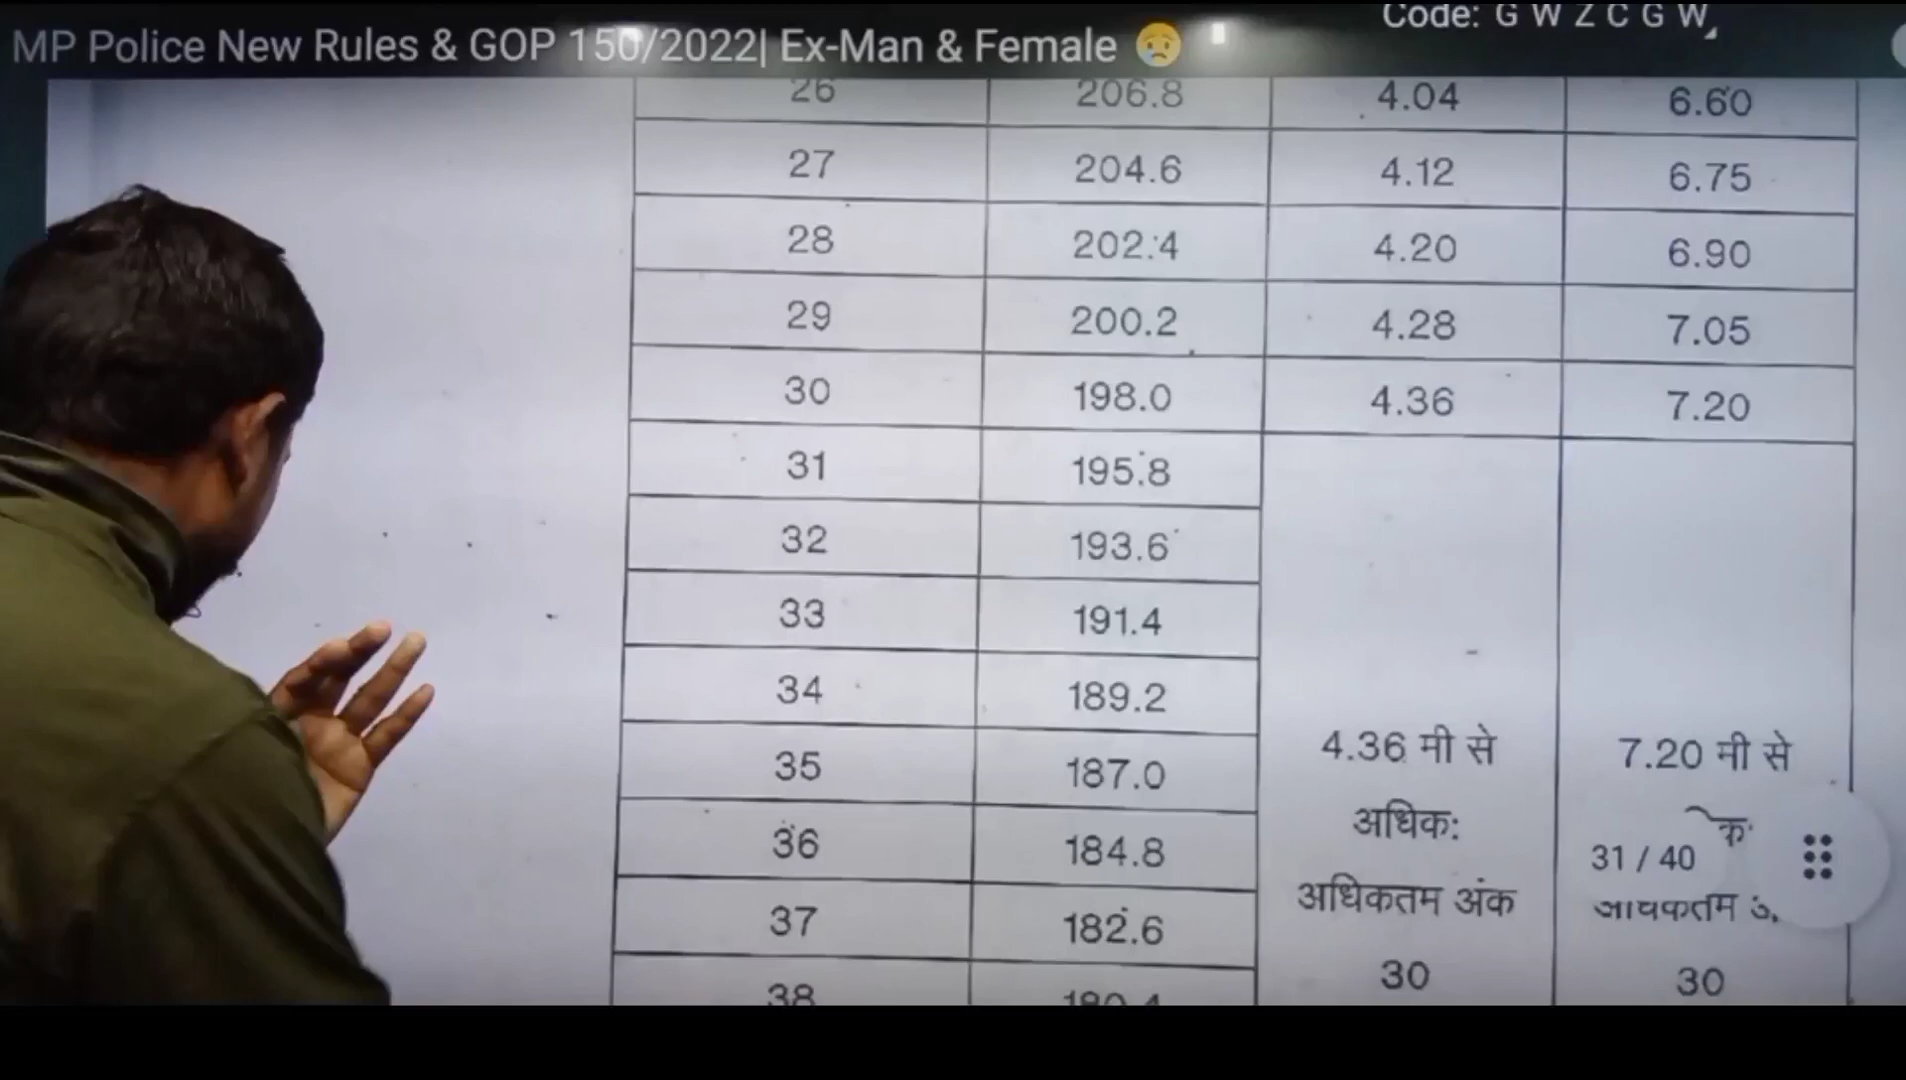 Code: G W Z C G W
MP Police New Rules & GOP 150/2022| Ex-Man & Female 😥
26 206.8 4.04 6.60
27 204.6 4.12 6.75
28 202.4 4.20 6.90
29 200.2 4.28 7.05
30 198.0 4.36 7.20
31 195.8
32 193.6
33 191.4
34 189.2
35 187.0
36 184.8
37 182.6
38
4.36 मी से
अधिक:
अधिकतम अंक
30
7.20 मी से
31 / 40
30